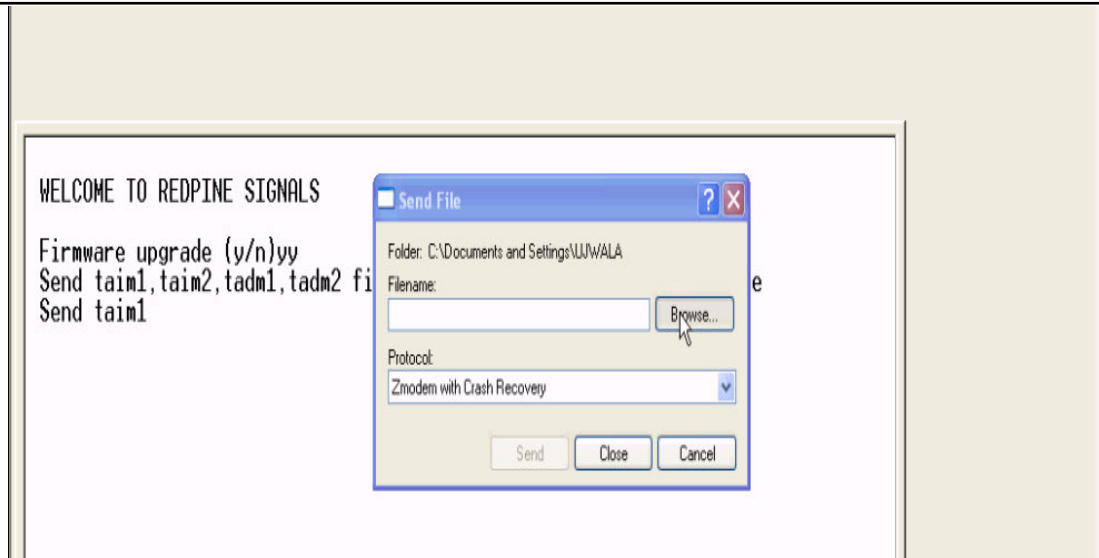 WELCOME TO REDPINE SIGNALS
Firmware upgrade (y/n)yy
Send taim1,taim2,tadm1,tadm2 fi e
Send taim1
Send File
Folder: C:\Documents and Settings\UJWALA
Filename:
Browse...
Protocol:
Zmodem with Crash Recovery
Send Close Cancel